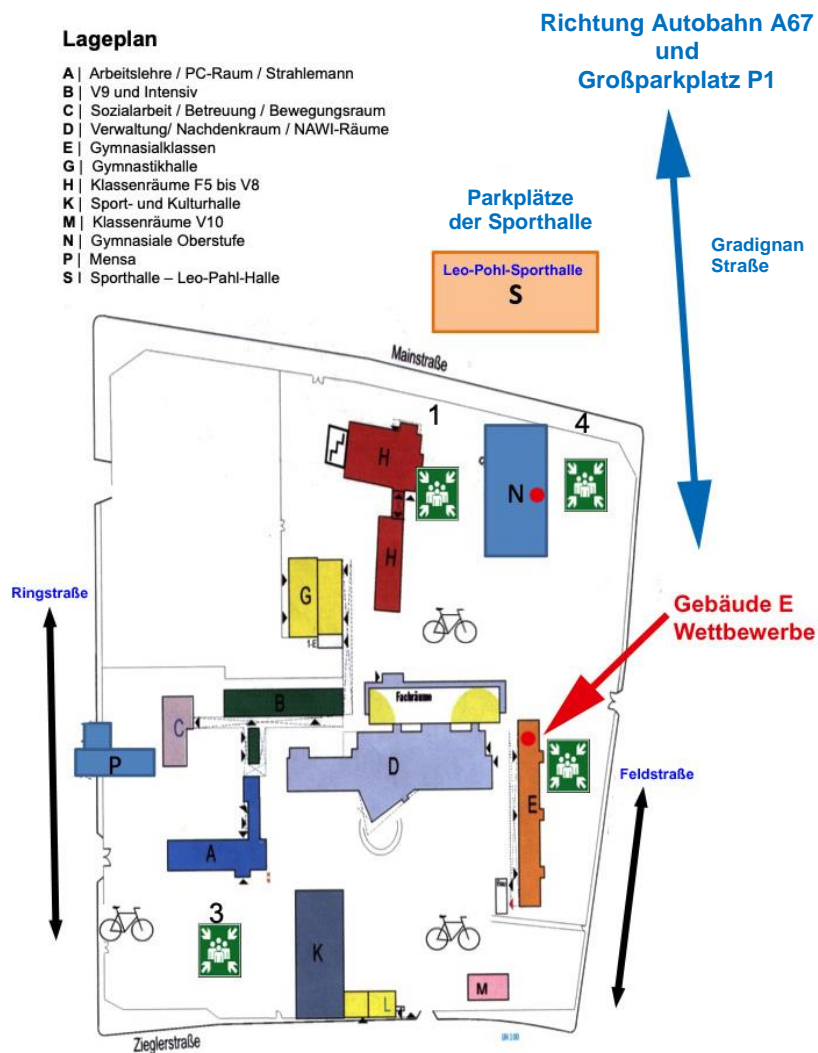 Lageplan
A | Arbeitslehre / PC-Raum / Strahlemann
B | V9 und Intensiv
C | Sozialarbeit / Betreuung / Bewegungsraum
D | Verwaltung/ Nachdenkraum / NAWI-Räume
E | Gymnasialklassen
G | Gymnastikhalle
H | Klassenräume F5 bis V8
K | Sport- und Kulturhalle
M | Klassenräume V10
N | Gymnasiale Oberstufe
P | Mensa
S I Sporthalle – Leo-Pahl-Halle
Richtung Autobahn A67
und
Großparkplatz P1
Parkplätze
der Sporthalle
Gradignan
Straße
Leo-Pohl-Sporthalle
S
Mainstraße
1
4
H
N
H
G
Ringstraße
Gebäude E
Wettbewerbe
Fachräume
B
C
P
D
E
Feldstraße
A
3
K
L
M
Zieglerstraße